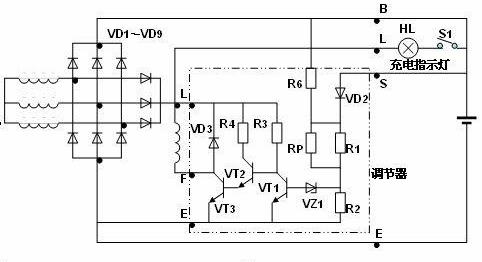 B
VD1~VD9
HL
S1
L
充电指示灯
R6
S
L
VD2
VD3
R4
R3
RP
R1
调节器
VT2
F
VT1
VZ1
R2
VT3
E
E